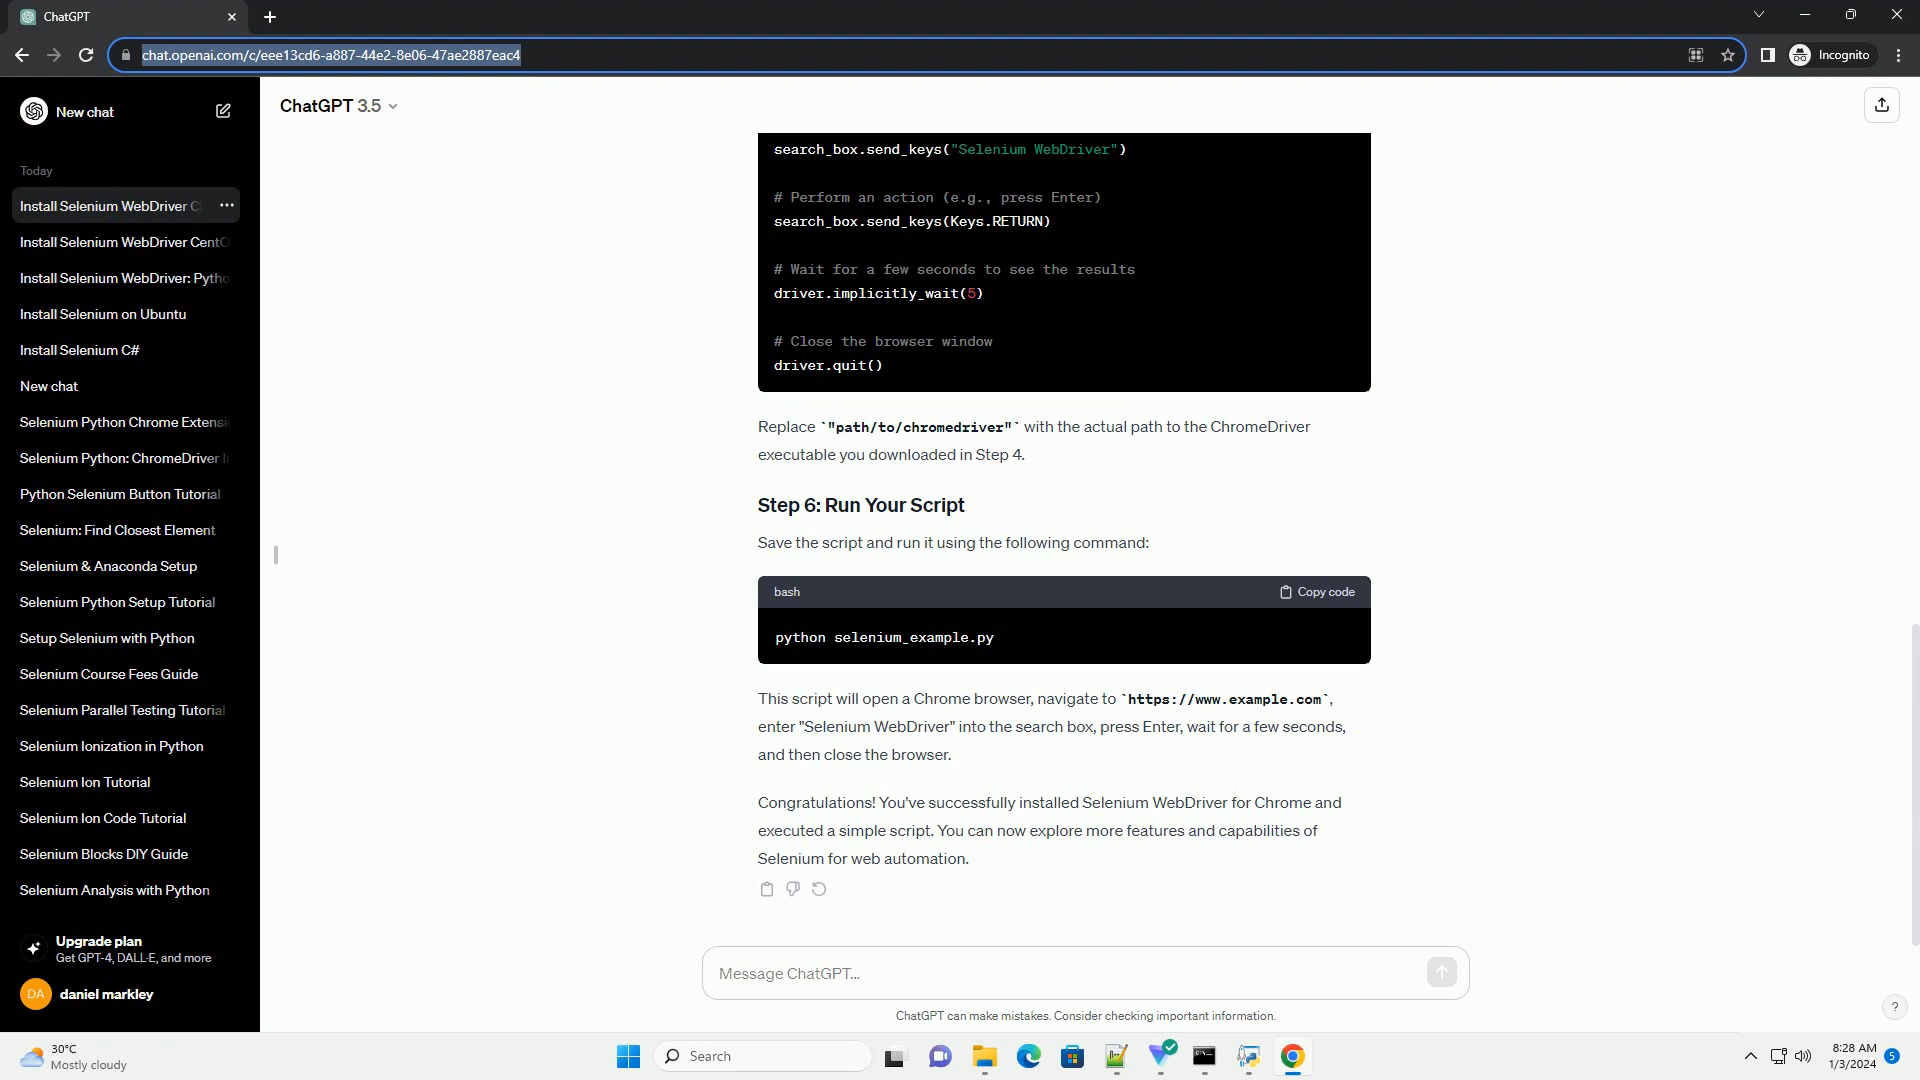 ChatGPT
chat.openai.com/c/eee13cd6-a887-44e2-8e06-47ae2887eac4
Incognito
New chat
Today
Install Selenium WebDriver C
Install Selenium WebDriver Cent
Install Selenium WebDriver: Pyth
Install Selenium on Ubuntu
Install Selenium C#
New chat
Selenium Python Chrome Extens
Selenium Python: ChromeDriver
Python Selenium Button Tutorial
Selenium: Find Closest Element
Selenium & Anaconda Setup
Selenium Python Setup Tutorial
Setup Selenium with Python
Selenium Course Fees Guide
Selenium Parallel Testing Tutorial
Selenium Ionization in Python
Selenium Ion Tutorial
Selenium Ion Code Tutorial
Selenium Blocks DIY Guide
Selenium Analysis with Python
Upgrade plan
Get GPT-4, DALL·E, and more
DA daniel markley
ChatGPT 3.5
search_box.send_keys("Selenium WebDriver")
# Perform an action (e.g., press Enter)
search_box.send_keys(Keys.RETURN)
# Wait for a few seconds to see the results
driver.implicitly_wait(5)
# Close the browser window
driver.quit()
Replace `"path/to/chromedriver"` with the actual path to the ChromeDriver
executable you downloaded in Step 4.
Step 6: Run Your Script
Save the script and run it using the following command:
bash Copy code
python selenium_example.py
This script will open a Chrome browser, navigate to `https://www.example.com`,
enter "Selenium WebDriver" into the search box, press Enter, wait for a few seconds,
and then close the browser.
Congratulations! You've successfully installed Selenium WebDriver for Chrome and
executed a simple script. You can now explore more features and capabilities of
Selenium for web automation.
Message ChatGPT...
ChatGPT can make mistakes. Consider checking important information.
?
30°C
Mostly cloudy
Search
8:28 AM
1/3/2024
5